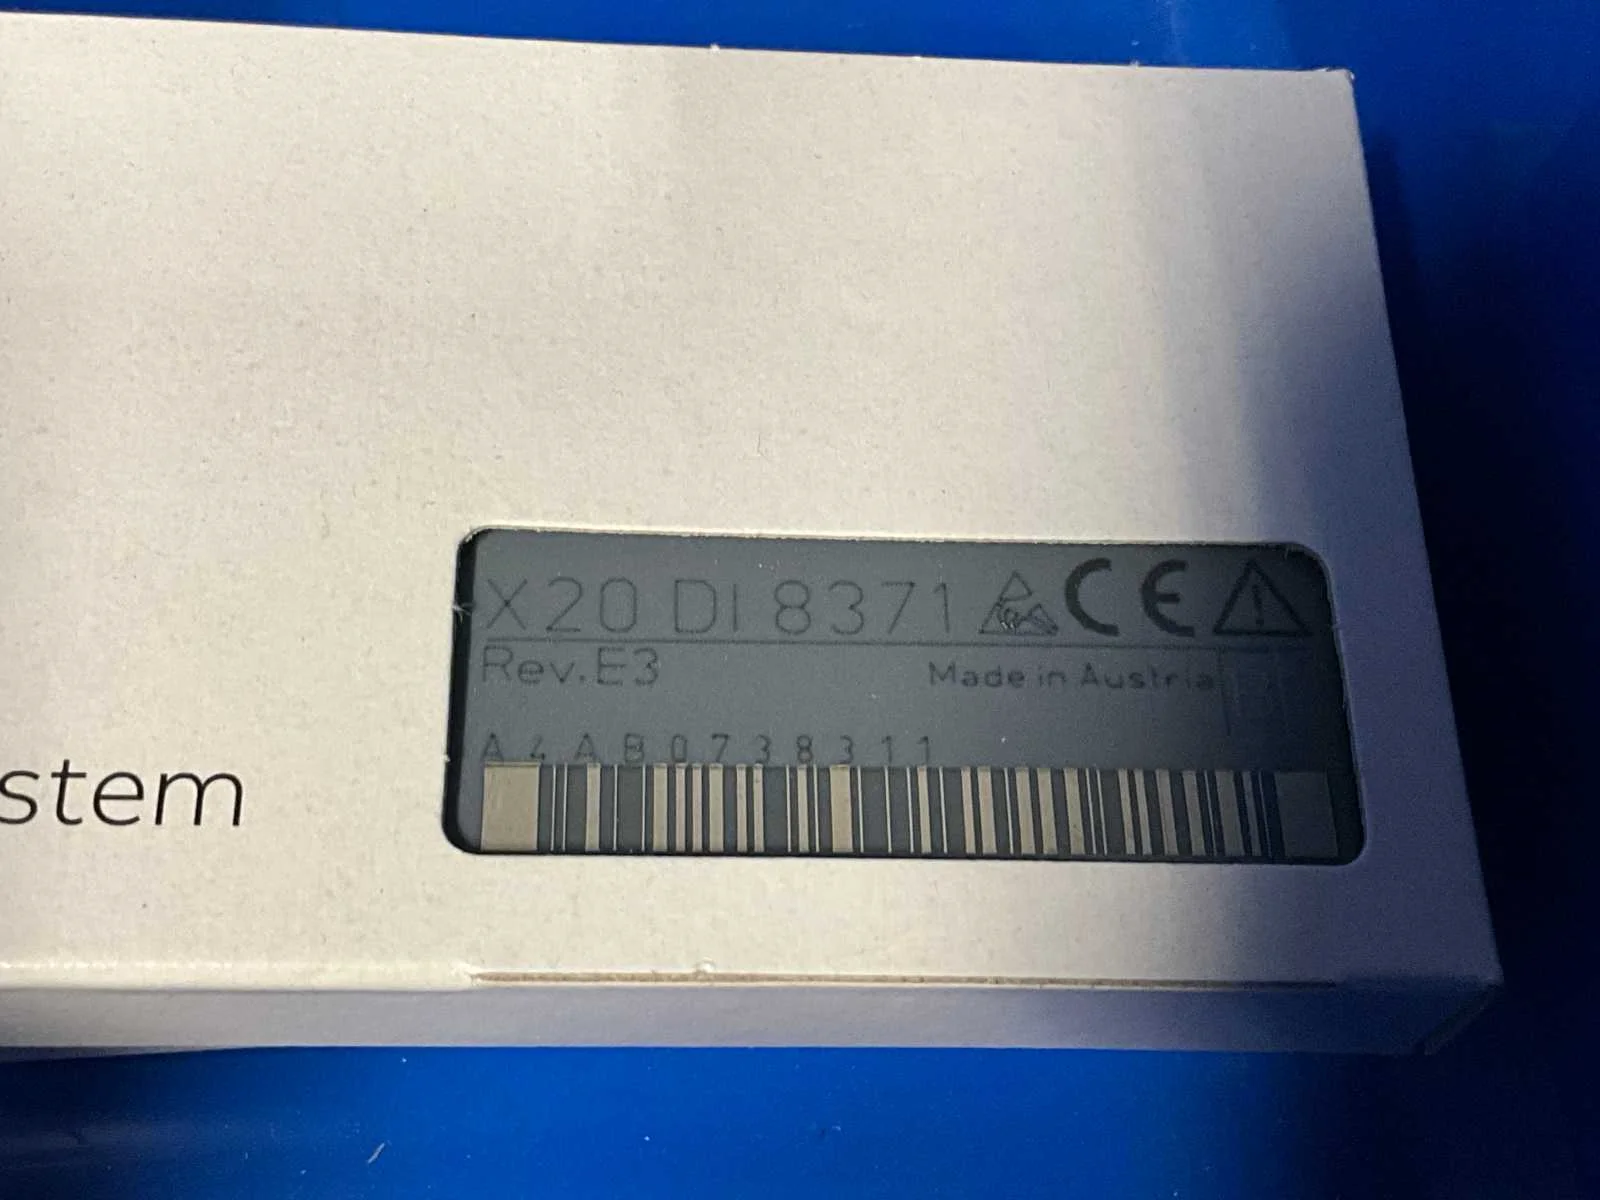 X20 DI 8371 CE
Rev.E3
Made in Austria
A4AB0738311
stem